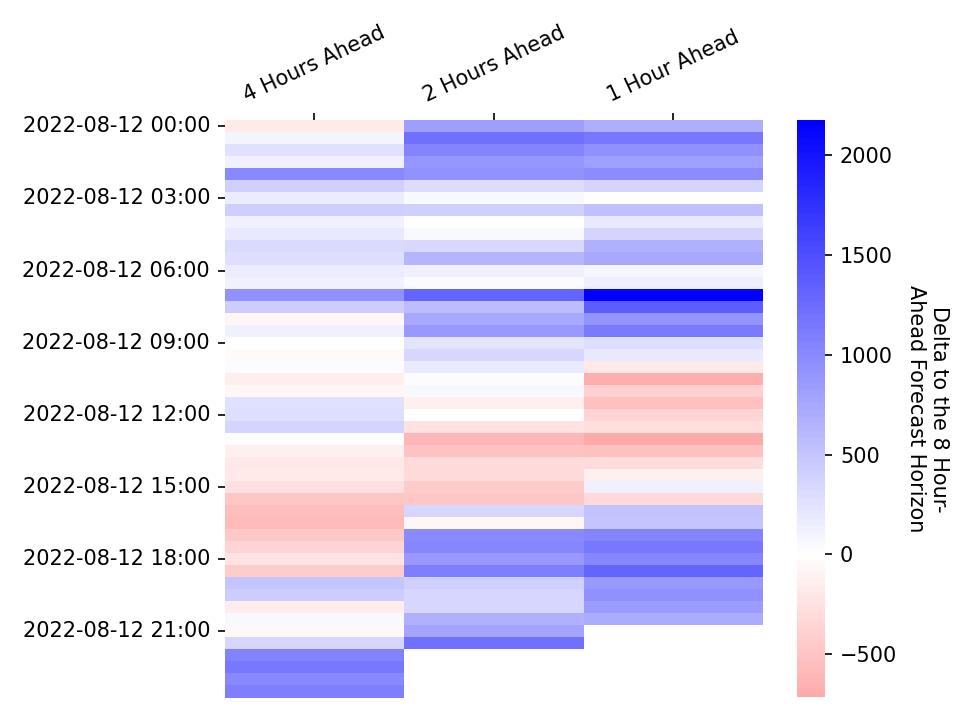 4 Hours Ahead
2 Hours Ahead
1 Hour Ahead
2022-08-12 00:00
2022-08-12 03:00
2022-08-12 06:00
2022-08-12 09:00
2022-08-12 12:00
2022-08-12 15:00
2022-08-12 18:00
2022-08-12 21:00
2000
1500
1000
500
0
−500
Delta to the 8 Hour-
Ahead Forecast Horizon